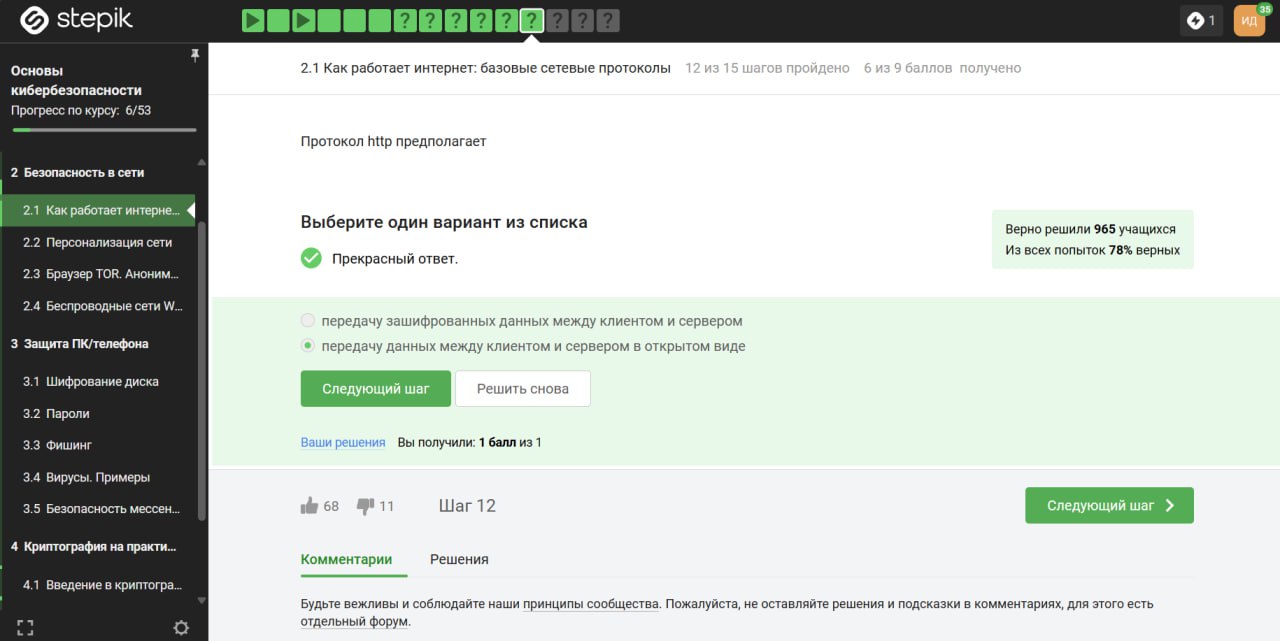 stepik
? ? ? ? ? ? ? ? ?
1
ИД
35
Основы
кибербезопасности
Прогресс по курсу: 6/53
2 Безопасность в сети
2.1 Как работает интерне...
2.2 Персонализация сети
2.3 Браузер TOR. Аноним...
2.4 Беспроводные сети W...
3 Защита ПК/телефона
3.1 Шифрование диска
3.2 Пароли
3.3 Фишинг
3.4 Вирусы. Примеры
3.5 Безопасность мессен...
4 Криптография на практи...
4.1 Введение в криптогра...
2.1 Как работает интернет: базовые сетевые протоколы 12 из 15 шагов пройдено 6 из 9 баллов получено
Протокол http предполагает
Выберите один вариант из списка
Прекрасный ответ.
Верно решили 965 учащихся
Из всех попыток 78% верных
передачу зашифрованных данных между клиентом и сервером
передачу данных между клиентом и сервером в открытом виде
Следующий шаг Решить снова
Ваши решения Вы получили: 1 балл из 1
68 11 Шаг 12 Следующий шаг
Комментарии Решения
Будьте вежливы и соблюдайте наши принципы сообщества. Пожалуйста, не оставляйте решения и подсказки в комментариях, для этого есть
отдельный форум.